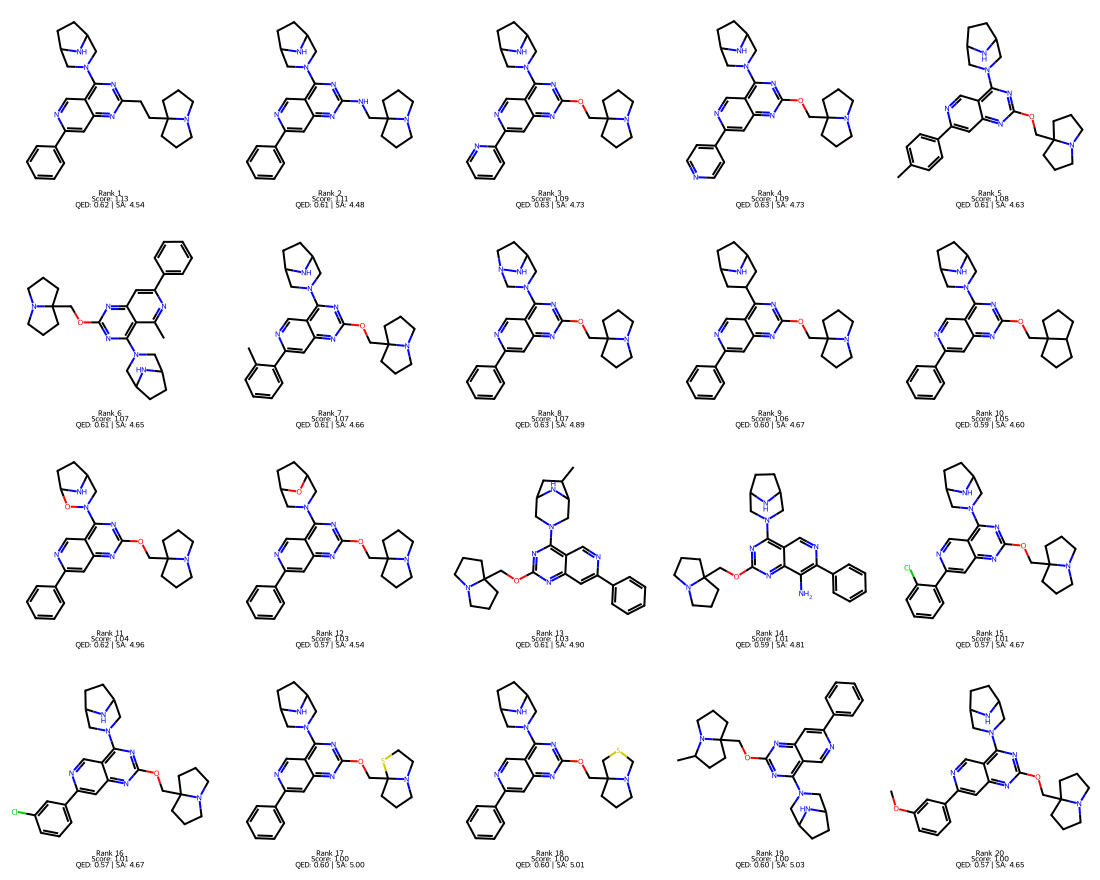 Rank 1
Score: 1.13
QED: 0.62 | SA: 4.54
Rank 2
Score: 1.11
QED: 0.61 | SA: 4.48
Rank 3
Score: 1.09
QED: 0.63 | SA: 4.73
Rank 4
Score: 1.09
QED: 0.63 | SA: 4.73
Rank 5
Score: 1.08
QED: 0.61 | SA: 4.63
Rank 6
Score: 1.07
QED: 0.61 | SA: 4.65
Rank 7
Score: 1.07
QED: 0.61 | SA: 4.66
Rank 8
Score: 1.07
QED: 0.63 | SA: 4.89
Rank 9
Score: 1.06
QED: 0.60 | SA: 4.67
Rank 10
Score: 1.05
QED: 0.59 | SA: 4.60
Rank 11
Score: 1.04
QED: 0.62 | SA: 4.96
Rank 12
Score: 1.03
QED: 0.57 | SA: 4.54
Rank 13
Score: 1.03
QED: 0.61 | SA: 4.90
Rank 14
Score: 1.01
QED: 0.59 | SA: 4.81
Rank 15
Score: 1.01
QED: 0.57 | SA: 4.67
Rank 16
Score: 1.01
QED: 0.57 | SA: 4.67
Rank 17
Score: 1.00
QED: 0.60 | SA: 5.00
Rank 18
Score: 1.00
QED: 0.60 | SA: 5.01
Rank 19
Score: 1.00
QED: 0.60 | SA: 5.03
Rank 20
Score: 1.00
QED: 0.57 | SA: 4.65